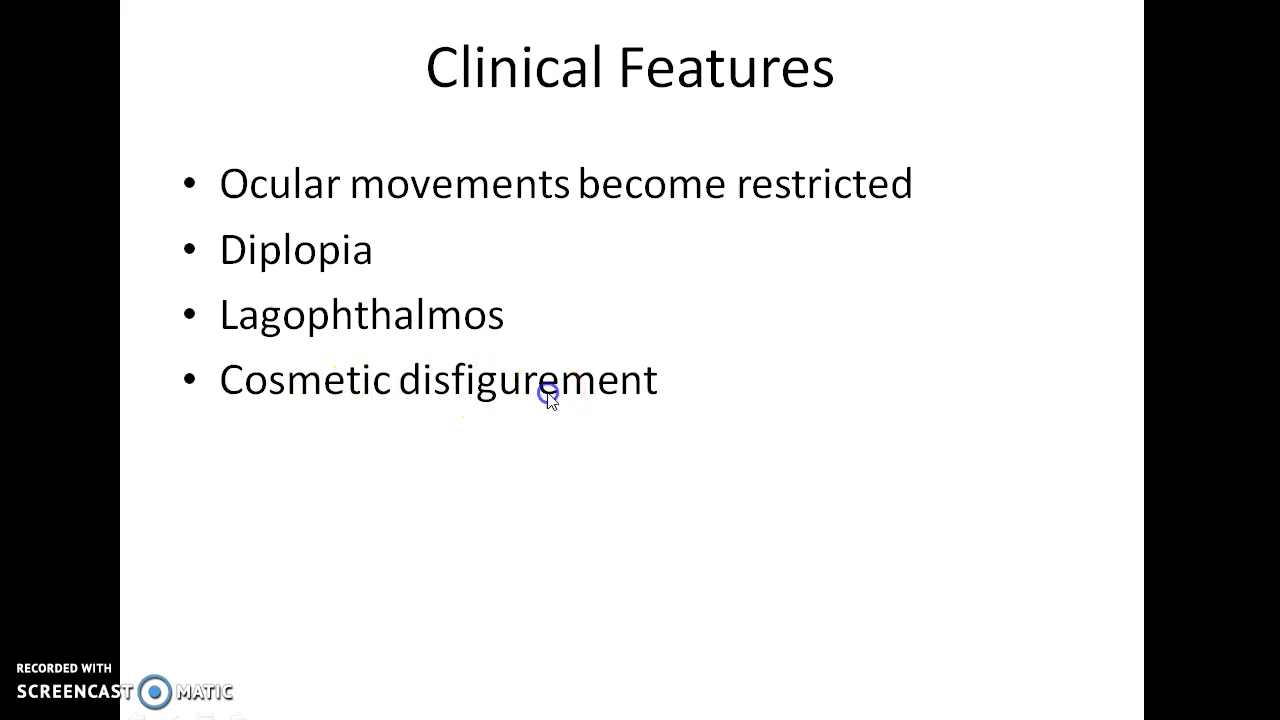 Clinical Features
• Ocular movements become restricted
• Diplopia
• Lagophthalmos
• Cosmetic disfigurement
RECORDED WITH
SCREENCAST MATIC